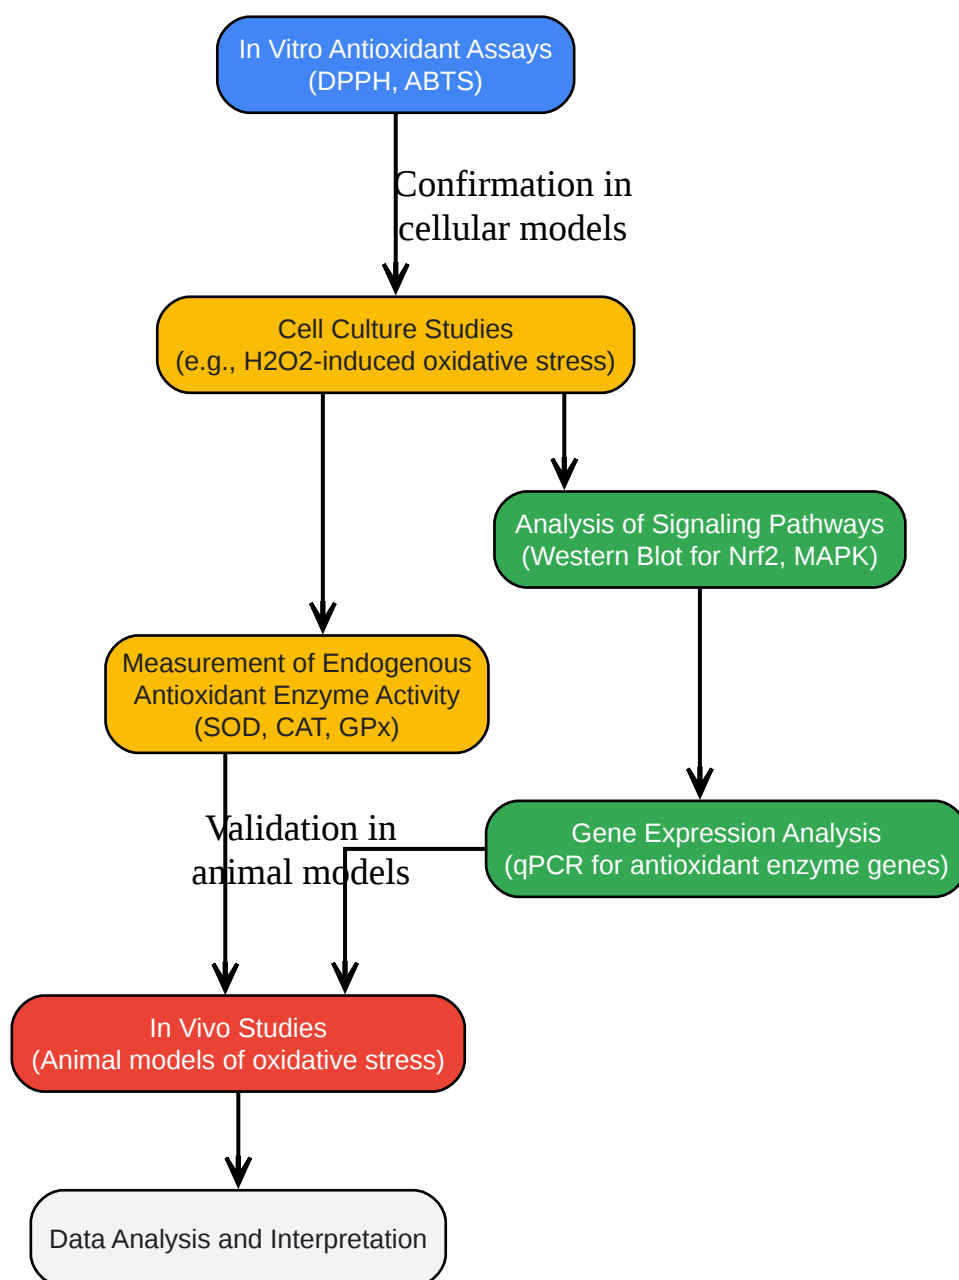 In Vitro Antioxidant Assays
(DPPH, ABTS)
Confirmation in
cellular models
Cell Culture Studies
(e.g., H2O2-induced oxidative stress)
Analysis of Signaling Pathways
(Western Blot for Nrf2, MAPK)
Measurement of Endogenous
Antioxidant Enzyme Activity
(SOD, CAT, GPx)
Validation in
animal models
Gene Expression Analysis
(qPCR for antioxidant enzyme genes)
In Vivo Studies
(Animal models of oxidative stress)
Data Analysis and Interpretation